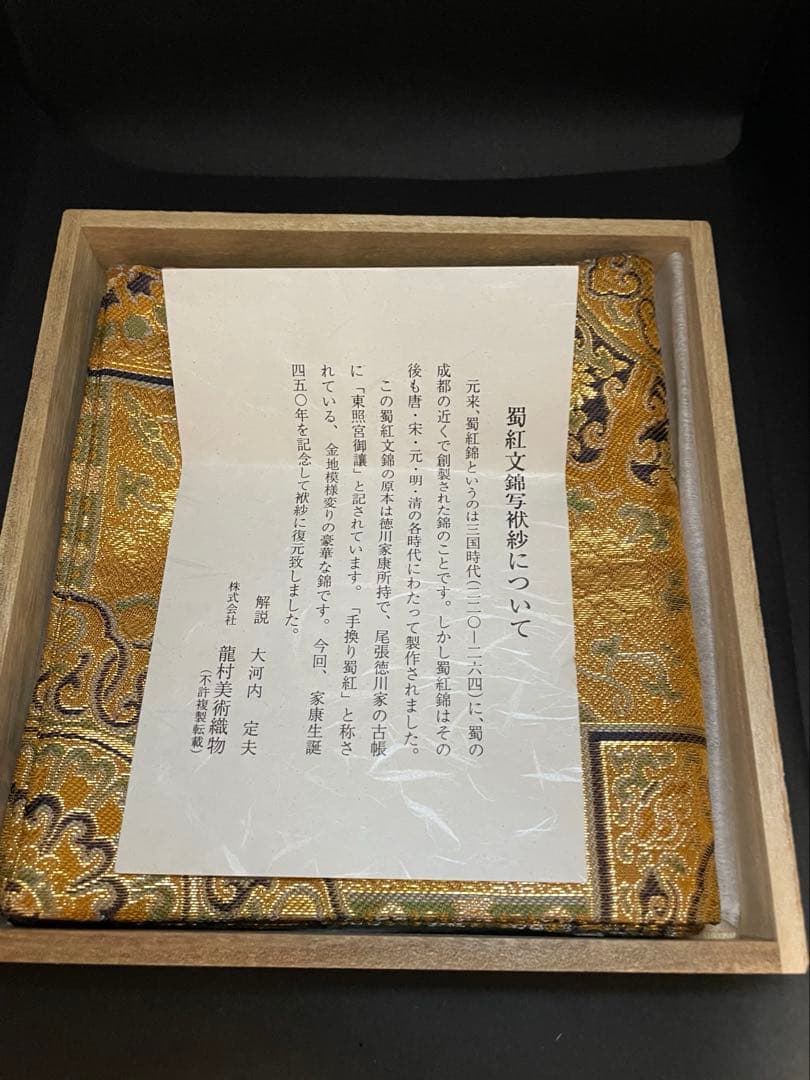 蜀紅文錦写袱紗について
元来、蜀紅錦というのは三国時代(二二〇ー二六四)に、蜀の
成都の近くで創製された錦のことです。しかし蜀紅錦はその
後も唐・宋・元・明・清の各時代にわたって製作されました。
この蜀紅文錦の原本は徳川家康所持で、尾張徳川家の古帳
に「東照宮御譲」と記されています。「手換り蜀紅」と称さ
れている、金地模様変りの豪華な錦です。今回、家康生誕
四五〇年を記念して袱紗に復元致しました。
解説 大河内 定夫
株式会社 龍村美術織物
(不許複製転載)